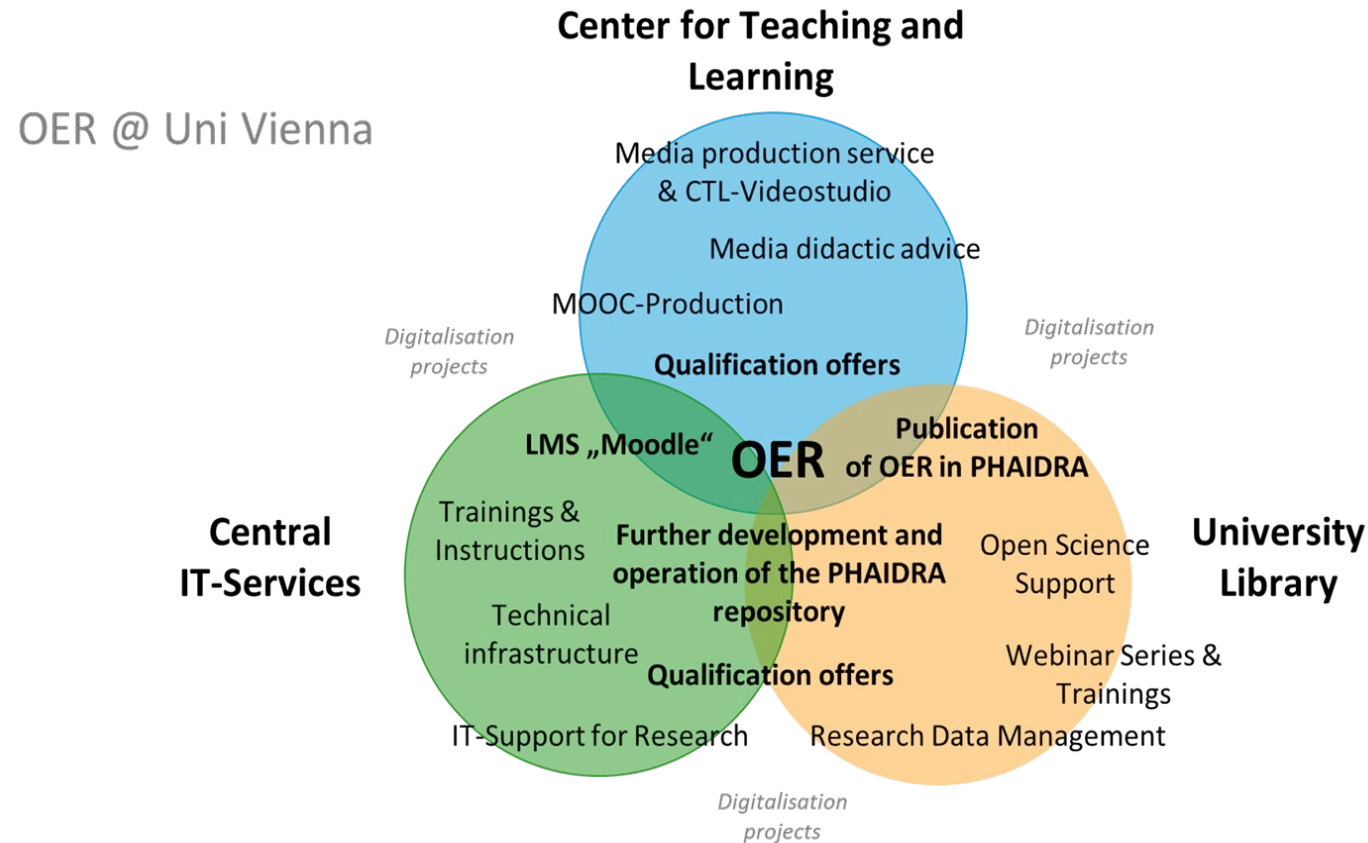 Center for Teaching and
Learning
OER @ Uni Vienna
Media production service
& CTL-Videostudio
Media didactic advice
MOOC-Production
Digitalisation
projects
Digitalisation
projects
Qualification offers
LMS „Moodle“
OER
Publication
of OER in PHAIDRA
Central
IT-Services
Trainings &
Instructions
Further development and
operation of the PHAIDRA
repository
Open Science
Support
University
Library
Technical
infrastructure
Qualification offers
Webinar Series &
Trainings
IT-Support for Research
Research Data Management
Digitalisation
projects